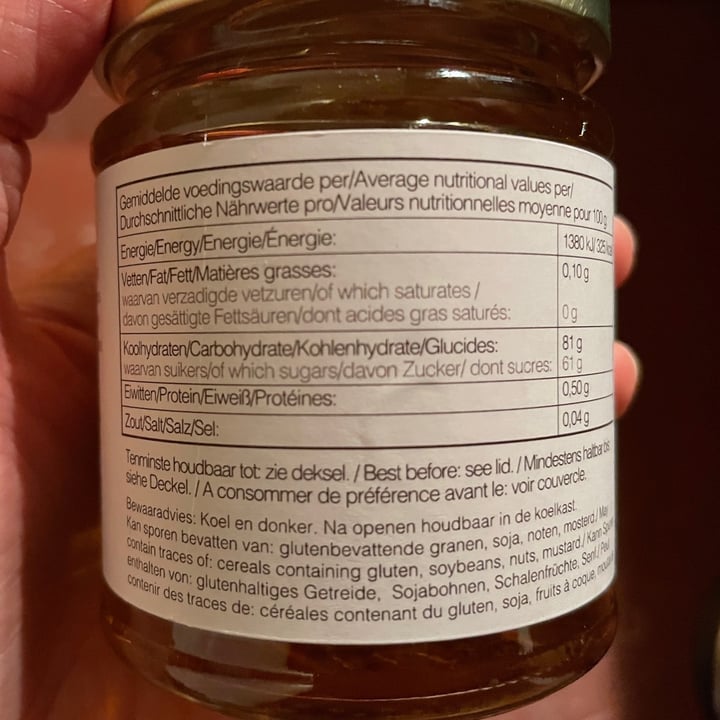 Gemiddelde voedingswaarde per/Average nutritional values per/
Durchschnittliche Nährwerte pro/Valeurs nutritionnelles moyenne pour 100g
Energie/Energy/Energie/Énergie: 1380 kJ/325
Vetten/Fat/Fett/Matières grasses: 0,10 g
waarvan verzadigde vetzuren/of which saturates /
davon gesättigte Fettsäuren/dont acides gras saturés: 0 g
Koolhydraten/Carbohydrate/Kohlenhydrate/Glucides: 81 g
waarvan suikers/of which sugars/davon Zucker/ dont sucres: 61 g
Eiwitten/Protein/Eiweiß/Protéines: 0,50 g
Zout/Salt/Salz/Sel: 0,04 g
Tenminste houdbaar tot: zie deksel. / Best before: see lid. / Mindestens haltbar bis:
siehe Deckel. / A consommer de préférence avant le: voir couvercle.
Bewaaradvies: Koel en donker. Na openen houdbaar in de koelkast.
Kan sporen bevatten van: glutenbevattende granen, soja, noten, mosterd./ May
contain traces of: cereals containing gluten, soybeans, nuts, mustard./ Kann
enthalten von: glutenhaltiges Getreide, Sojabohnen, Schalenfrüchte, Senf./ Peut
contenir des traces de: céréales contenant du gluten, soja, fruits à coque,